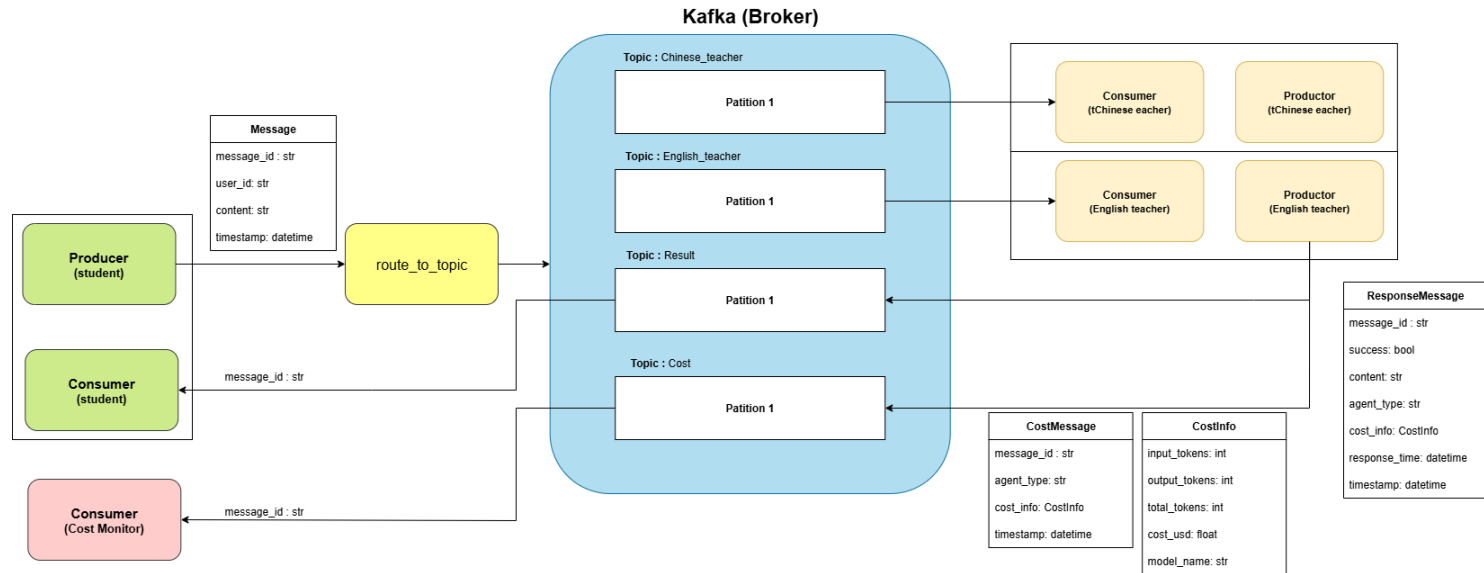 Kafka (Broker)
Topic : Chinese_teacher
Patition 1
Consumer
(tChinese eacher)
Productor
(tChinese eacher)
Message
message_id : str
user_id: str
content: str
timestamp: datetime
Topic : English_teacher
Patition 1
Consumer
(English teacher)
Productor
(English teacher)
Producer
(student)
route_to_topic
Topic : Result
Patition 1
ResponseMessage
message_id : str
success: bool
content: str
agent_type: str
cost_info: CostInfo
response_time: datetime
timestamp: datetime
Consumer
(student)
message_id : str
Topic : Cost
Patition 1
CostMessage
message_id : str
agent_type: str
cost_info: CostInfo
timestamp: datetime
CostInfo
input_tokens: int
output_tokens: int
total_tokens: int
cost_usd: float
model_name: str
Consumer
(Cost Monitor)
message_id : str